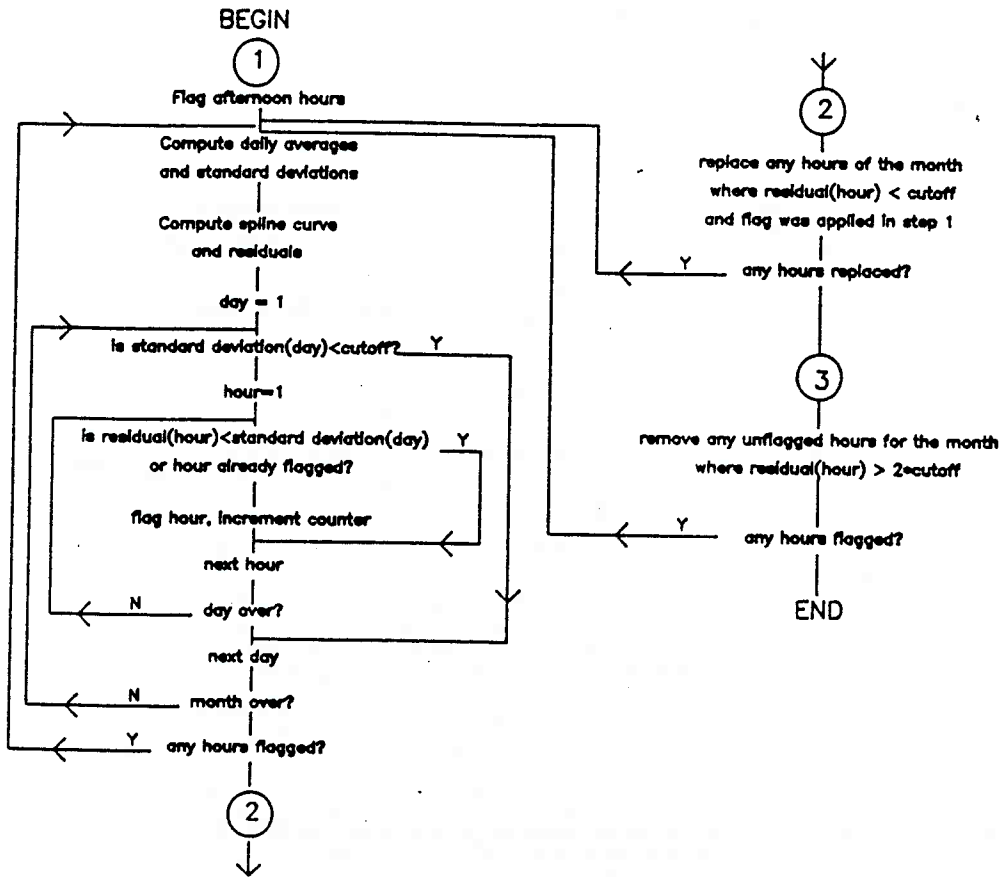 BEGIN
1
Flag afternoon hours
Compute daily averages
and standard deviations
Compute spline curve
and residuals
day = 1
is standard deviation(day)<cutoff? Y
hour=1
is residual(hour)<standard deviation(day) Y
or hour already flagged?
flag hour, increment counter
next hour
N day over?
next day
N month over?
Y any hours flagged?
2
2
replace any hours of the month
where residual(hour) < cutoff
and flag was applied in step 1
Y any hours replaced?
3
remove any unflagged hours for the month
where residual(hour) > 2*cutoff
Y any hours flagged?
END